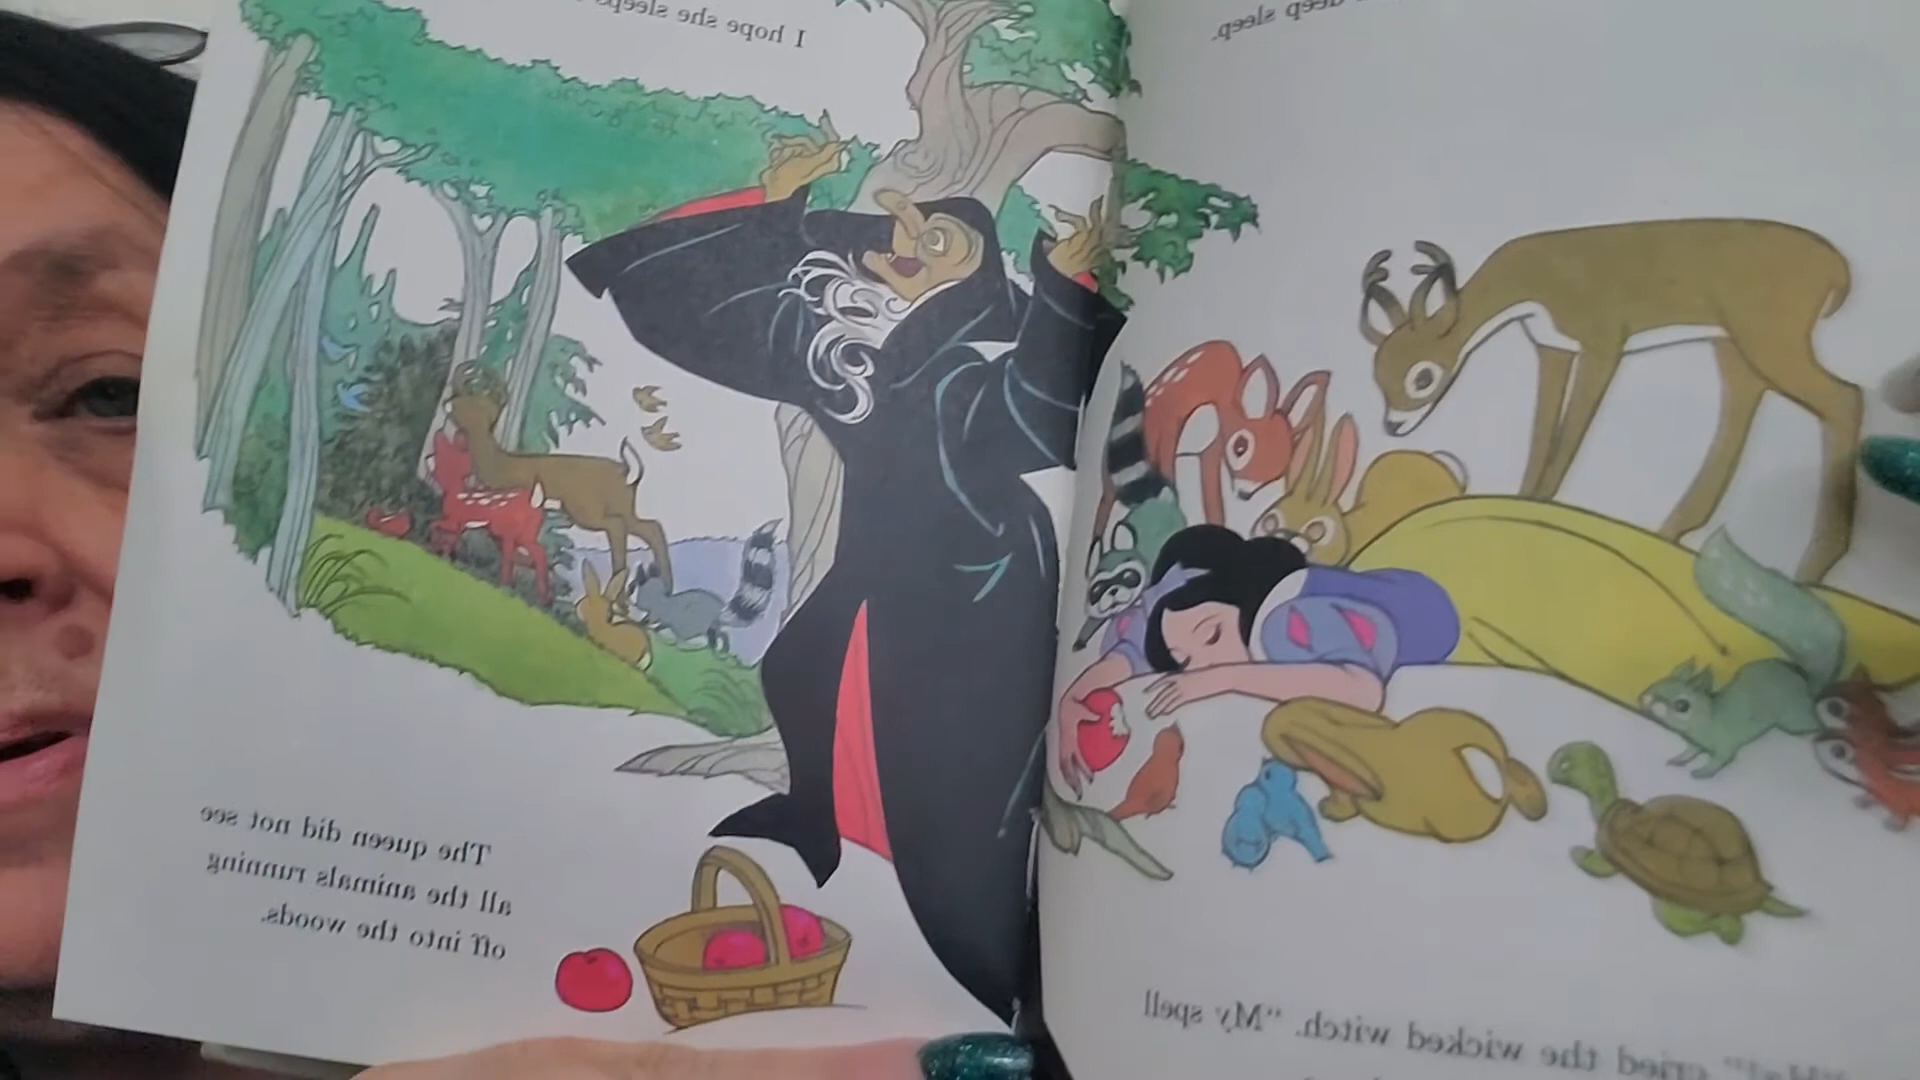 deep sleep.
cried the wicked witch. “My spell
I hope she sleeps
The queen did not see
all the animals running
off into the woods.